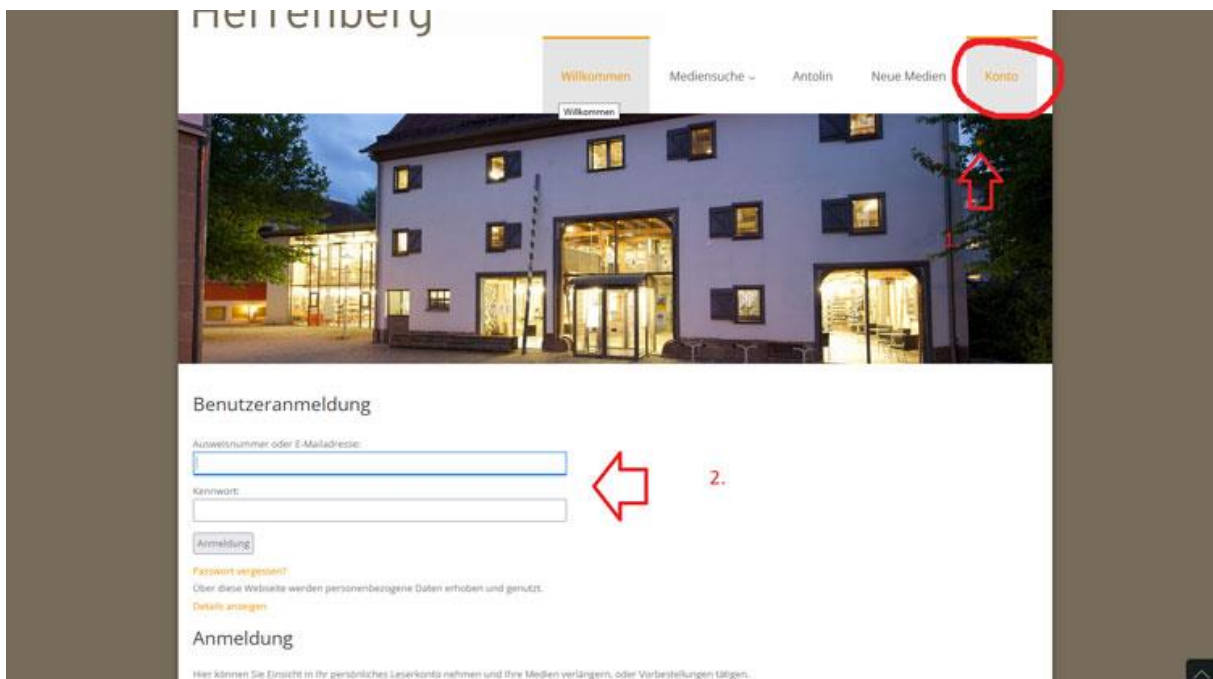 Herrenberg
Willkommen Mediensuche Antolin Neue Medien Konto
Willkommen
1.
Benutzeranmeldung
Ausweisnummer oder E-Mailadresse:
2.
Kennwort:
Anmeldung
Passwort vergessen?
Über diese Webseite werden personenbezogene Daten erhoben und genutzt.
Details anzeigen
Anmeldung
Hier können Sie Einsicht in Ihr persönliches Leserkonto nehmen und Ihre Medien verlängern, oder Vorbestellungen tätigen.